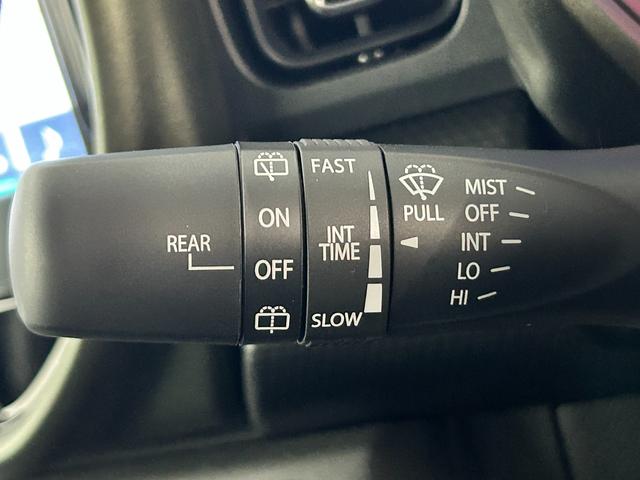 REAR
ON
OFF
FAST
INT
TIME
SLOW
PULL
MIST
OFF
INT
LO
HI